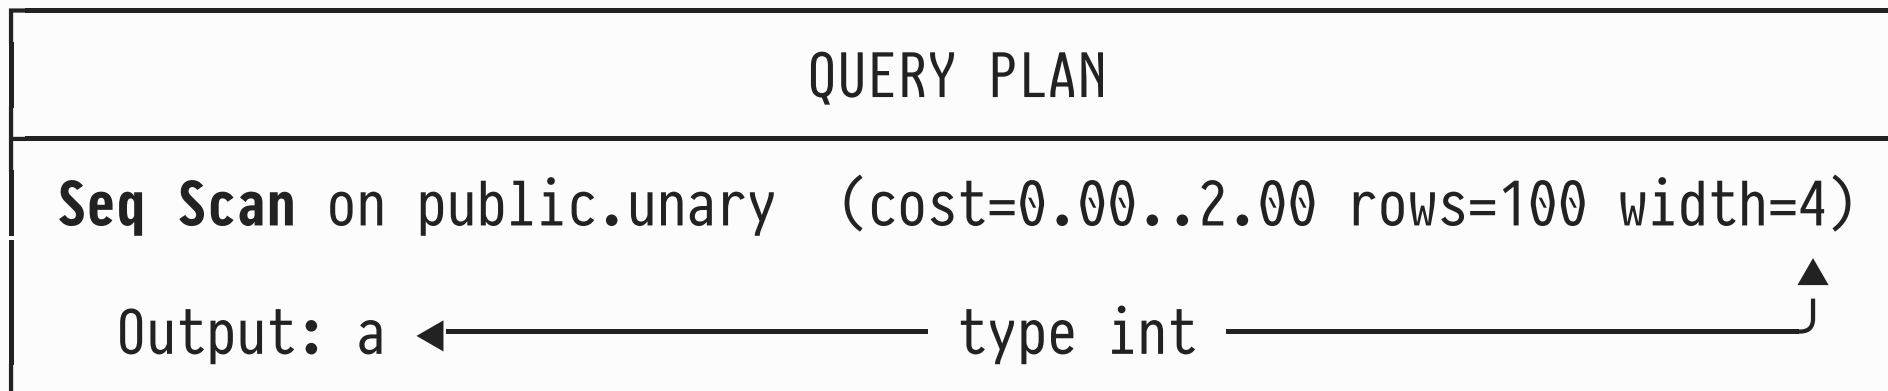 QUERY PLAN
Seq Scan on public.unary  (cost=0.00..2.00 rows=100 width=4)
Output: a ◀ type int ▲